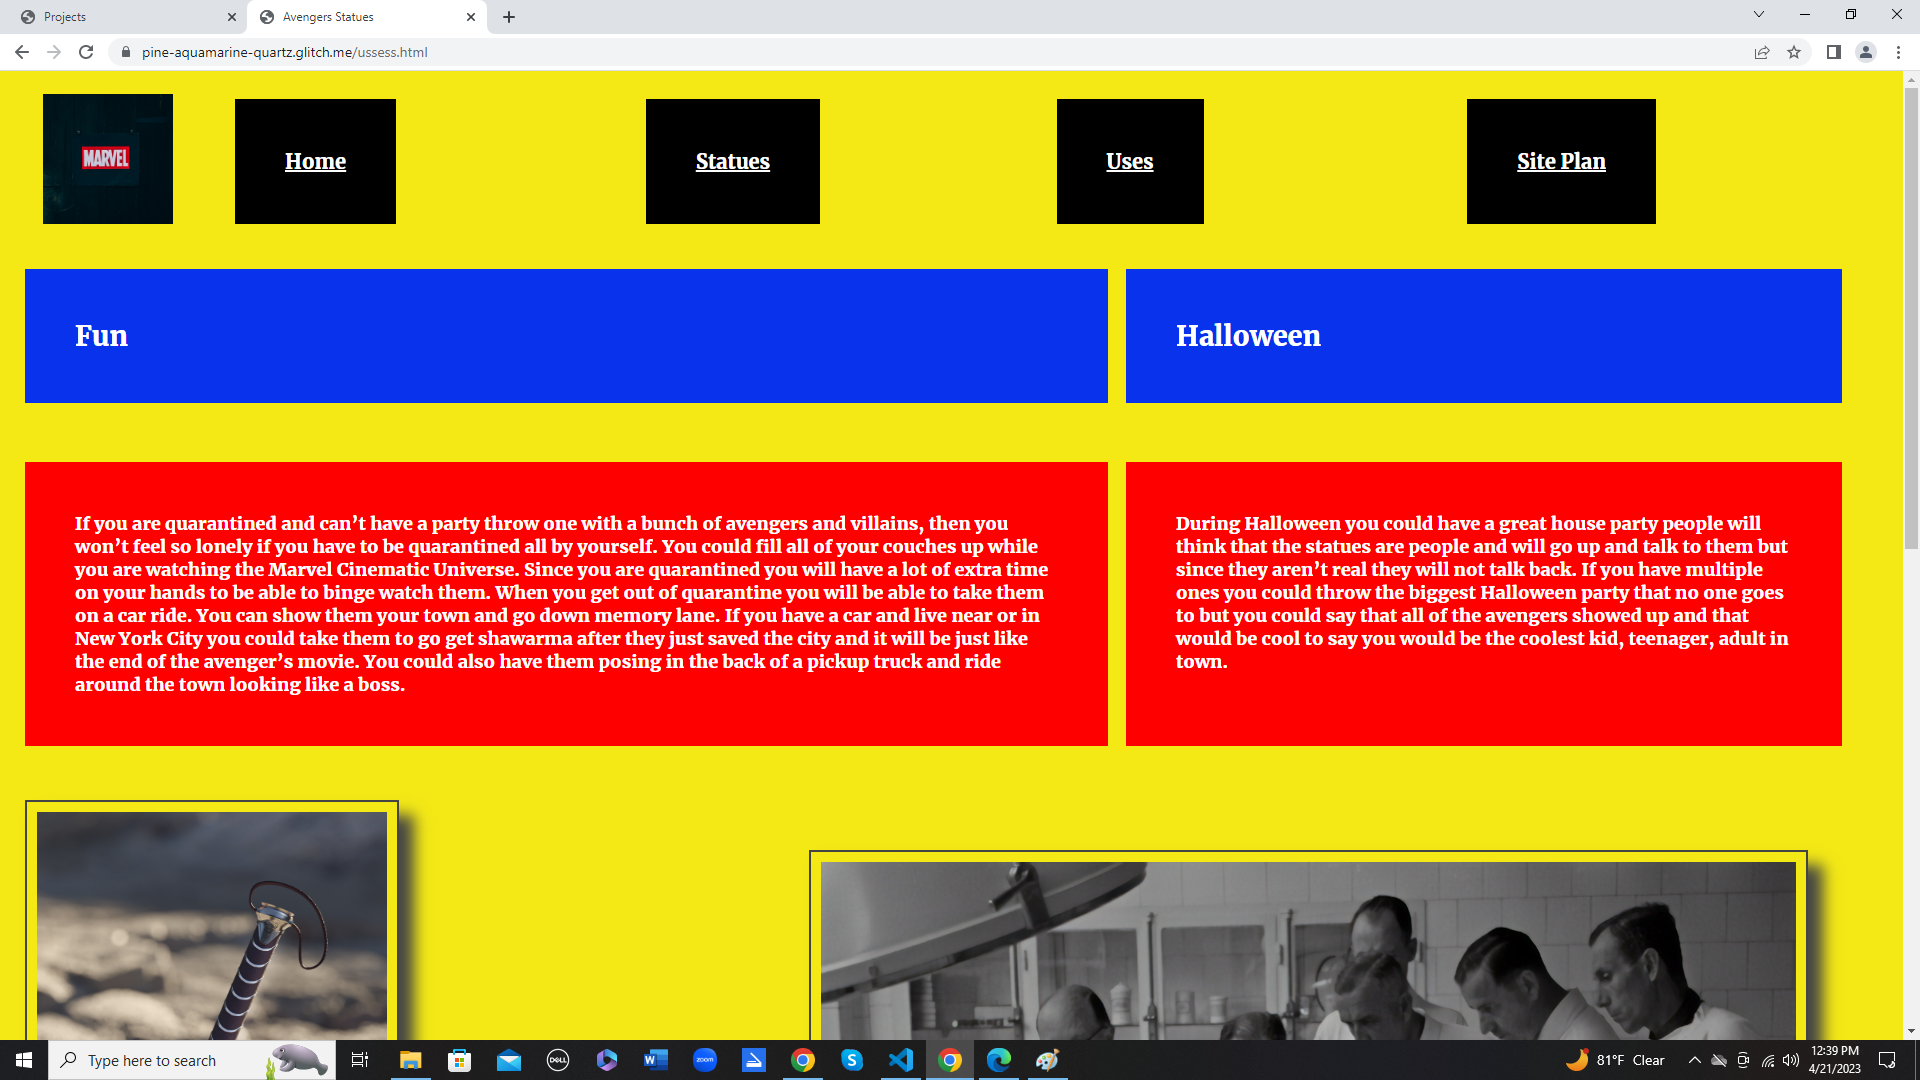 Projects
Avengers Statues
pine-aquamarine-quartz.glitch.me/ussess.html
MARVEL
Home
Statues
Uses
Site Plan
Fun
Halloween
If you are quarantined and can’t have a party throw one with a bunch of avengers and villains, then you
won’t feel so lonely if you have to be quarantined all by yourself. You could fill all of your couches up while
you are watching the Marvel Cinematic Universe. Since you are quarantined you will have a lot of extra time
on your hands to be able to binge watch them. When you get out of quarantine you will be able to take them
on a car ride. You can show them your town and go down memory lane. If you have a car and live near or in
New York City you could take them to go get shawarma after they just saved the city and it will be just like
the end of the avenger’s movie. You could also have them posing in the back of a pickup truck and ride
around the town looking like a boss.
During Halloween you could have a great house party people will
think that the statues are people and will go up and talk to them but
since they aren’t real they will not talk back. If you have multiple
ones you could throw the biggest Halloween party that no one goes
to but you could say that all of the avengers showed up and that
would be cool to say you would be the coolest kid, teenager, adult in
town.
Type here to search
DELL
W
zoom
S
81°F Clear
12:39 PM
4/21/2023